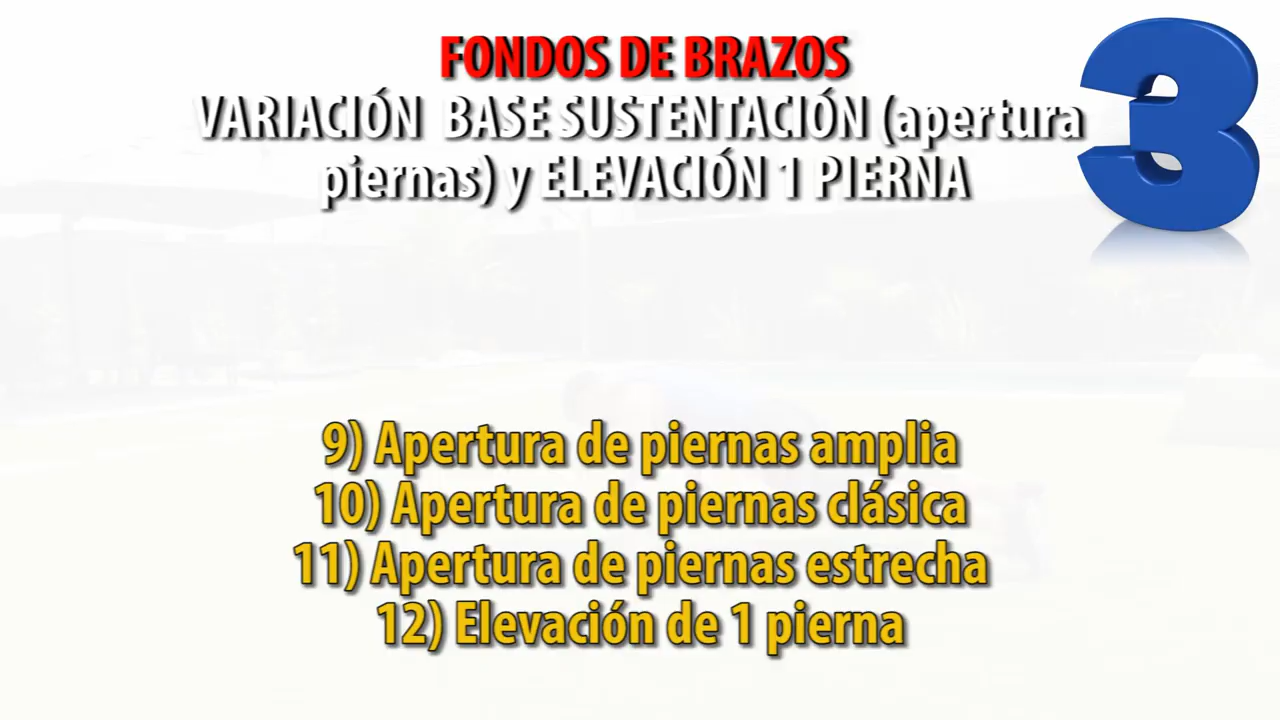 FONDOS DE BRAZOS
VARIACIÓN BASE SUSTENTACIÓN (apertura
piernas) y ELEVACIÓN 1 PIERNA
3
9) Apertura de piernas amplia
10) Apertura de piernas clásica
11) Apertura de piernas estrecha
12) Elevación de 1 pierna